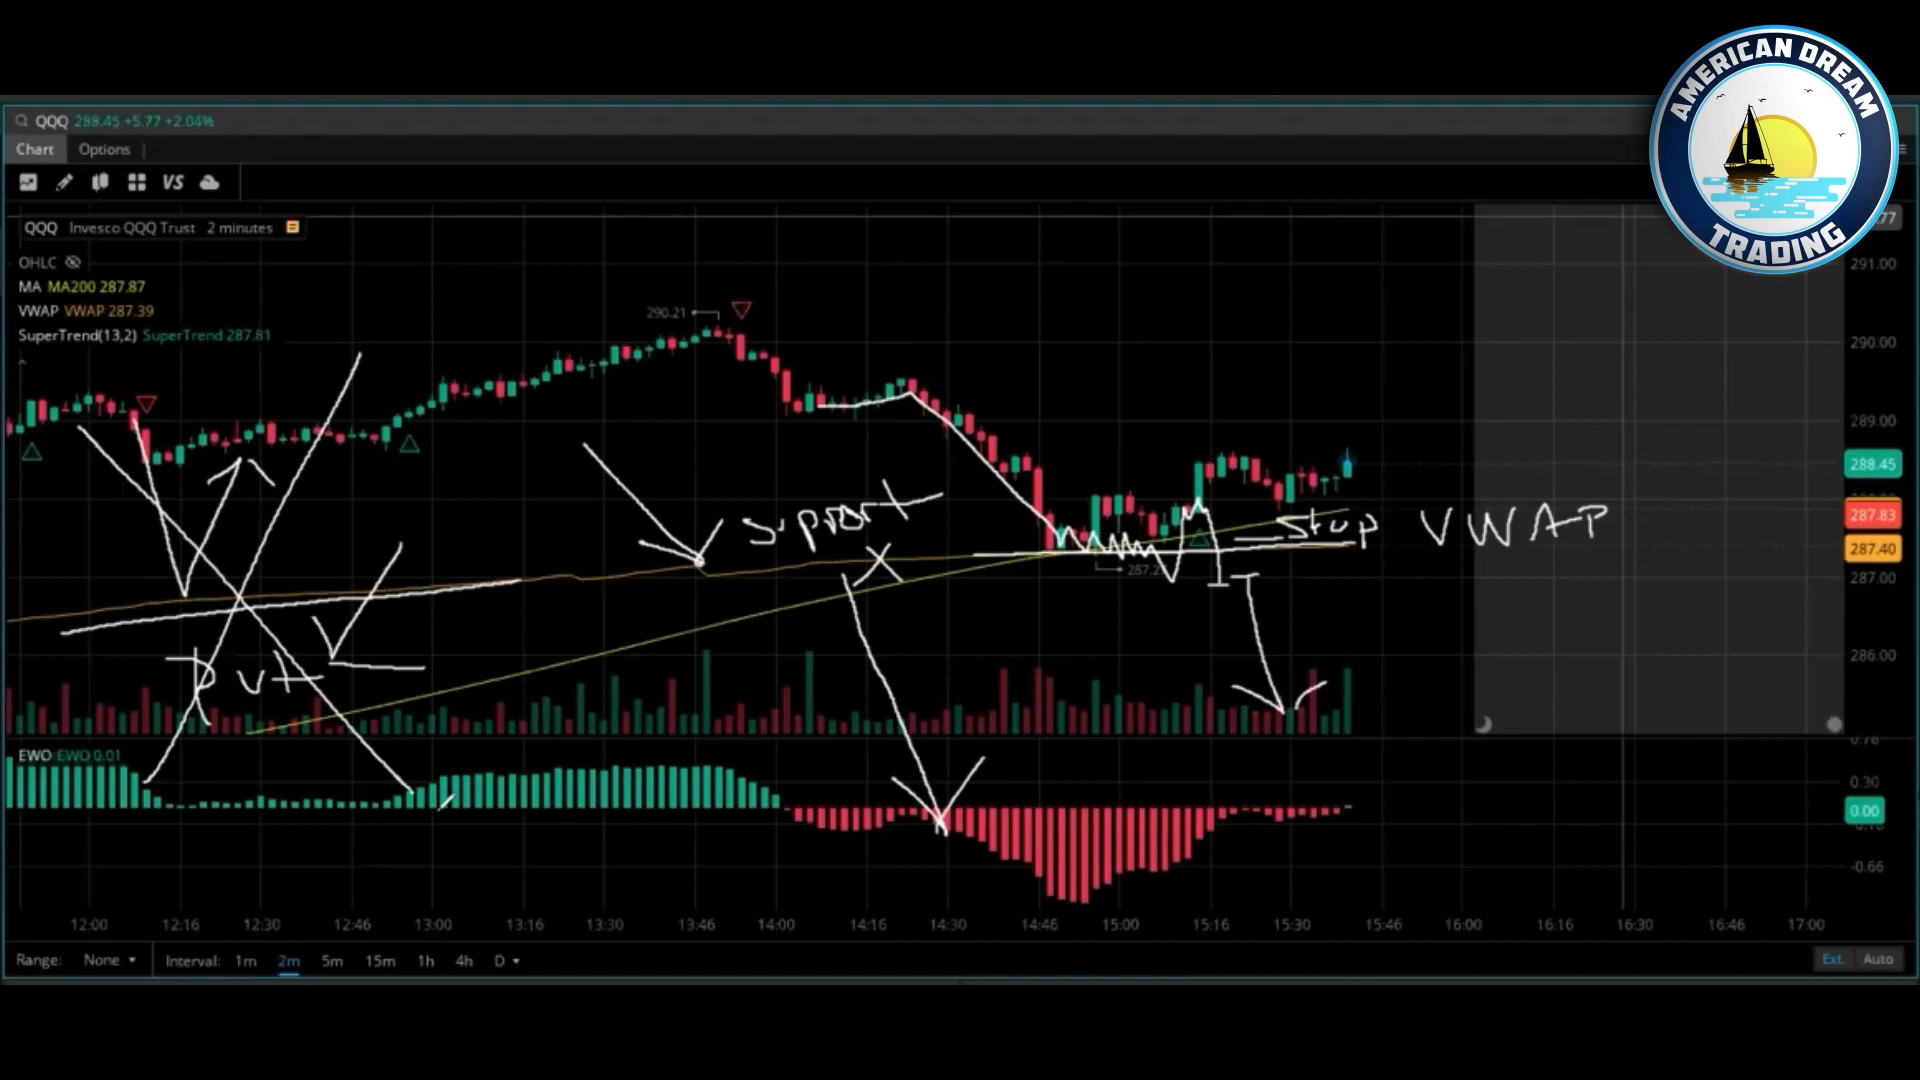 AMERICAN DREAM
TRADING
QQQ 288.45 +5.77 +2.04%
Chart Options
VS
QQQ Invesco QQQ Trust 2 minutes
OHLC
MA MA200 287.87
VWAP VWAP 287.39
SuperTrend(13,2) SuperTrend 287.81
290.21
support
Stop VWAP
Put
77
291.00
290.00
289.00
288.45
287.83
287.40
287.00
286.00
EWO EWO 0.01
0.30
0.00
-0.66
12:00 12:16 12:30 12:46 13:00 13:16 13:30 13:46 14:00 14:16 14:30 14:46 15:00 15:16 15:30 15:46 16:00 16:16 16:30 16:46 17:00
Range: None Interval: 1m 2m 5m 15m 1h 4h D Ext. Auto